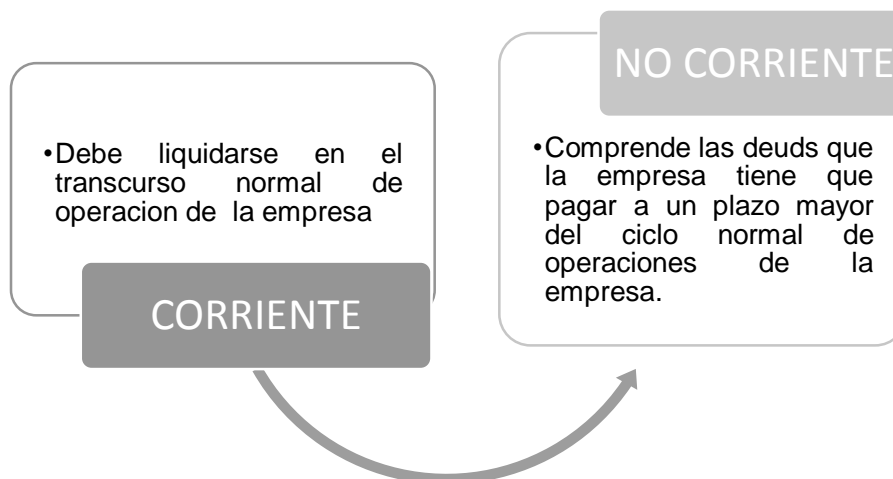 •Debe liquidarse en el
transcurso normal de
operacion de la empresa
CORRIENTE
NO CORRIENTE
•Comprende las deuds que
la empresa tiene que
pagar a un plazo mayor
del ciclo normal de
operaciones de la
empresa.